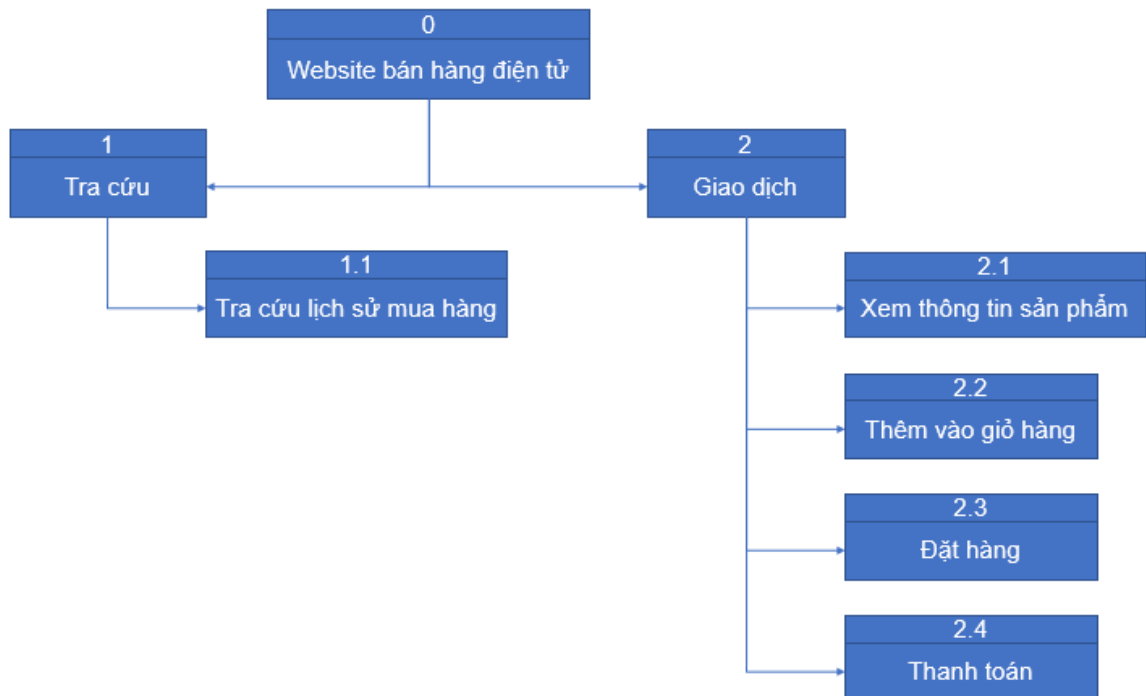 0
Website bán hàng điện tử
1
Tra cứu
2
Giao dịch
1.1
Tra cứu lịch sử mua hàng
2.1
Xem thông tin sản phẩm
2.2
Thêm vào giỏ hàng
2.3
Đặt hàng
2.4
Thanh toán